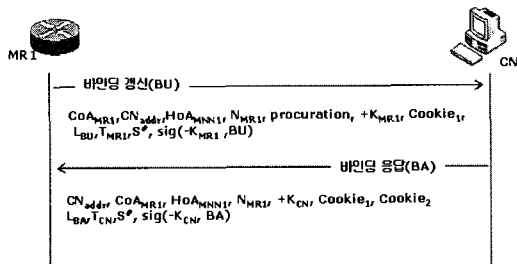 MR1
CN
바인딩 갱신(BU)
CoA_MR1, CN_addr, HoA_MNN1, N_MR1, procuration, +K_MR1, Cookie_1,
L_BU, T_MR1, S#, sig(-K_MR1, BU)
바인딩 응답(BA)
CN_addr, CoA_MR1, HoA_MNN1, N_MR1, +K_CN, Cookie_1, Cookie_2
L_BA, T_CN, S#, sig(-K_CN, BA)